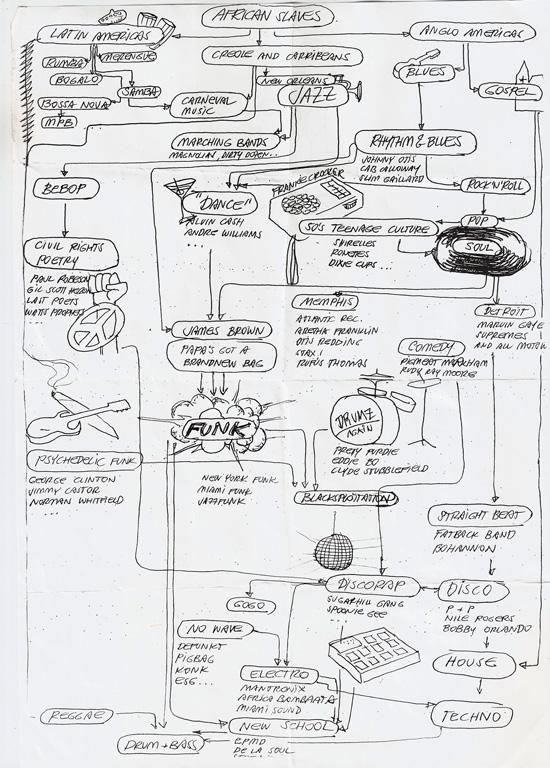 AFRICAN SLAVES
LATIN AMERICAS
ANGLO AMERICAS
CREOLE AND CARRIBEANS
RUMBA
MERENGUE
BOGALO
SAMBA
BOSSA NOVA
MPB
CARNEVAL
MUSIC
NEW ORLEANS
JAZZ
BLUES
GOSPEL
MARCHING BANDS
MAGNOLIAN, DIRTY DOZEN..
RHYTHM & BLUES
JOHNNY OTIS
CAB CALLOWAY
SLIM GAILLARD
ROCK'N'ROLL
BEBOP
"DANCE"
ALVIN CASH
ANDRE WILLIAMS
...
FRANKIE CROCKER
50'S TEENAGE CULTURE
SHIRELLES
RONETTES
DIXIE CUPS...
POP
SOUL
CIVIL RIGHTS
POETRY
PAUL ROBESON
GIL SCOTT HERON
LAST POETS
WATTS PROPHETS
...
JAMES BROWN
PAPA'S GOT A
BRANDNEW BAG
MEMPHIS
ATLANTIC REC.
ARETHA FRANKLIN
OTIS REDDING
STAX!
RUFUS THOMAS
COMEDY
PIGMEAT MARKHAM
RUDY RAY MOORE
DETROIT
MARVIN GAYE
SUPREMES
AND ALL MOTOW
FUNK
DRUMZ
AGAIN
PRETY PURDIE
EDDIE BO
CLYDE STUBBLEFIELD
PSYCHEDELIC FUNK
GEORGE CLINTON
JIMMY CASTOR
NORMAN WHITFIELD
...
NEW YORK FUNK
MIAMI FUNK
JAZZFUNK
BLACKSPLOITATION
STRAIGHT BEAT
FATBACK BAND
BOHANNON
DISCORAP
SUGARHILL GANG
SPOONIE GEE
...
DISCO
P + P
NILE ROGERS
BOBBY ORLANDO
GOGO
NO WAVE
DEFUNKT
PIGBAG
KONK
ESG...
HOUSE
ELECTRO
MANTRONIX
AFRICA BAMBAATA
MIAMI SOUND
TECHNO
REGGAE
NEW SCHOOL
EPMD
DE LA SOUL
DRUM + BASS